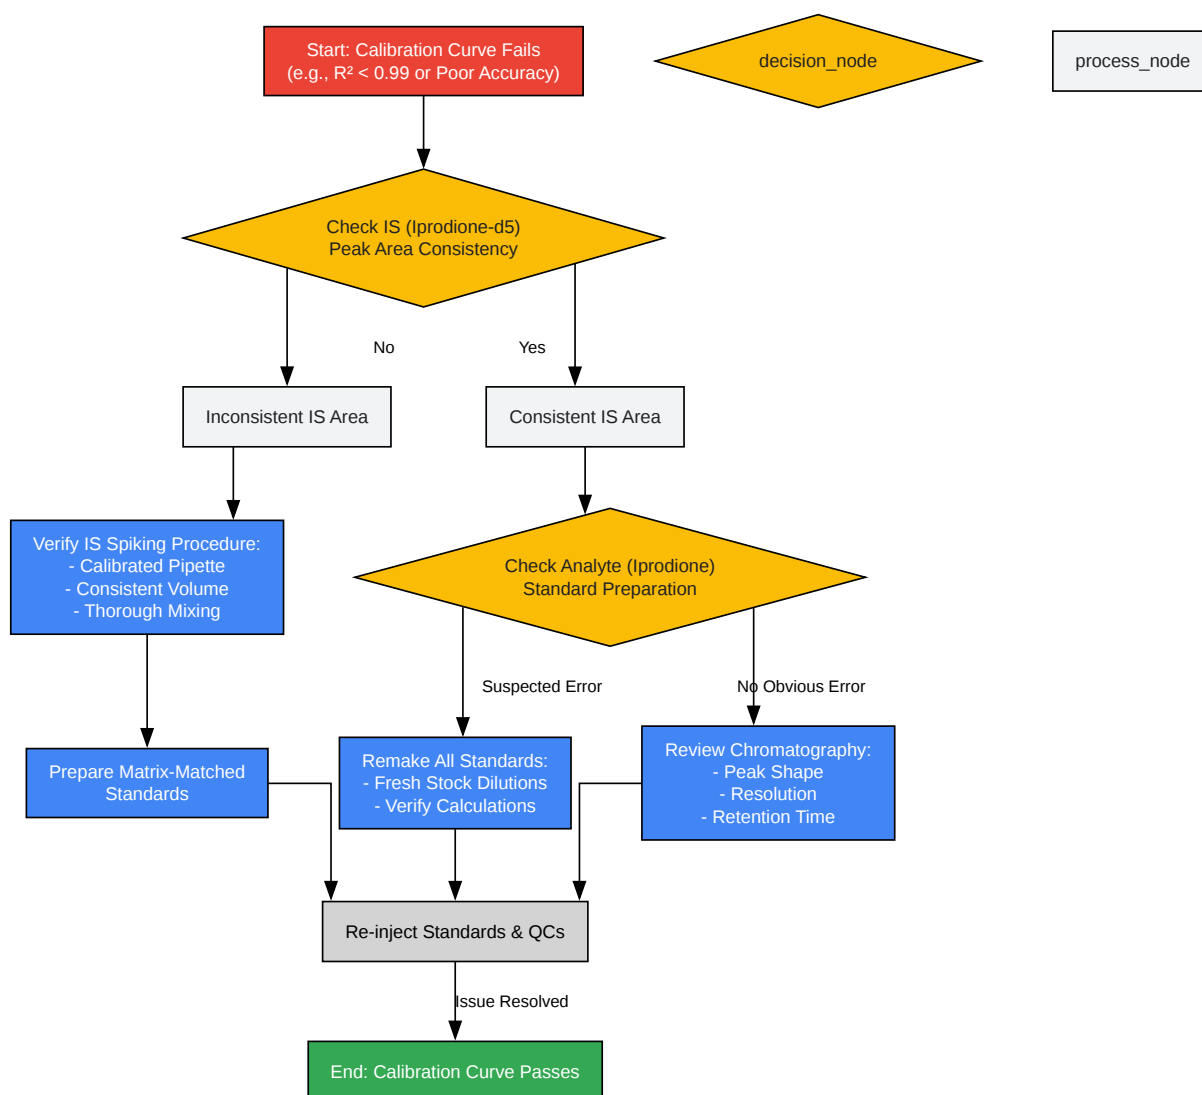 Start: Calibration Curve Fails
(e.g., R² < 0.99 or Poor Accuracy)
decision_node
process_node
Check IS (Iprodione-d5)
Peak Area Consistency
No
Yes
Inconsistent IS Area
Consistent IS Area
Verify IS Spiking Procedure:
- Calibrated Pipette
- Consistent Volume
- Thorough Mixing
Check Analyte (Iprodione)
Standard Preparation
Suspected Error
No Obvious Error
Prepare Matrix-Matched
Standards
Remake All Standards:
- Fresh Stock Dilutions
- Verify Calculations
Review Chromatography:
- Peak Shape
- Resolution
- Retention Time
Re-inject Standards & QCs
Issue Resolved
End: Calibration Curve Passes